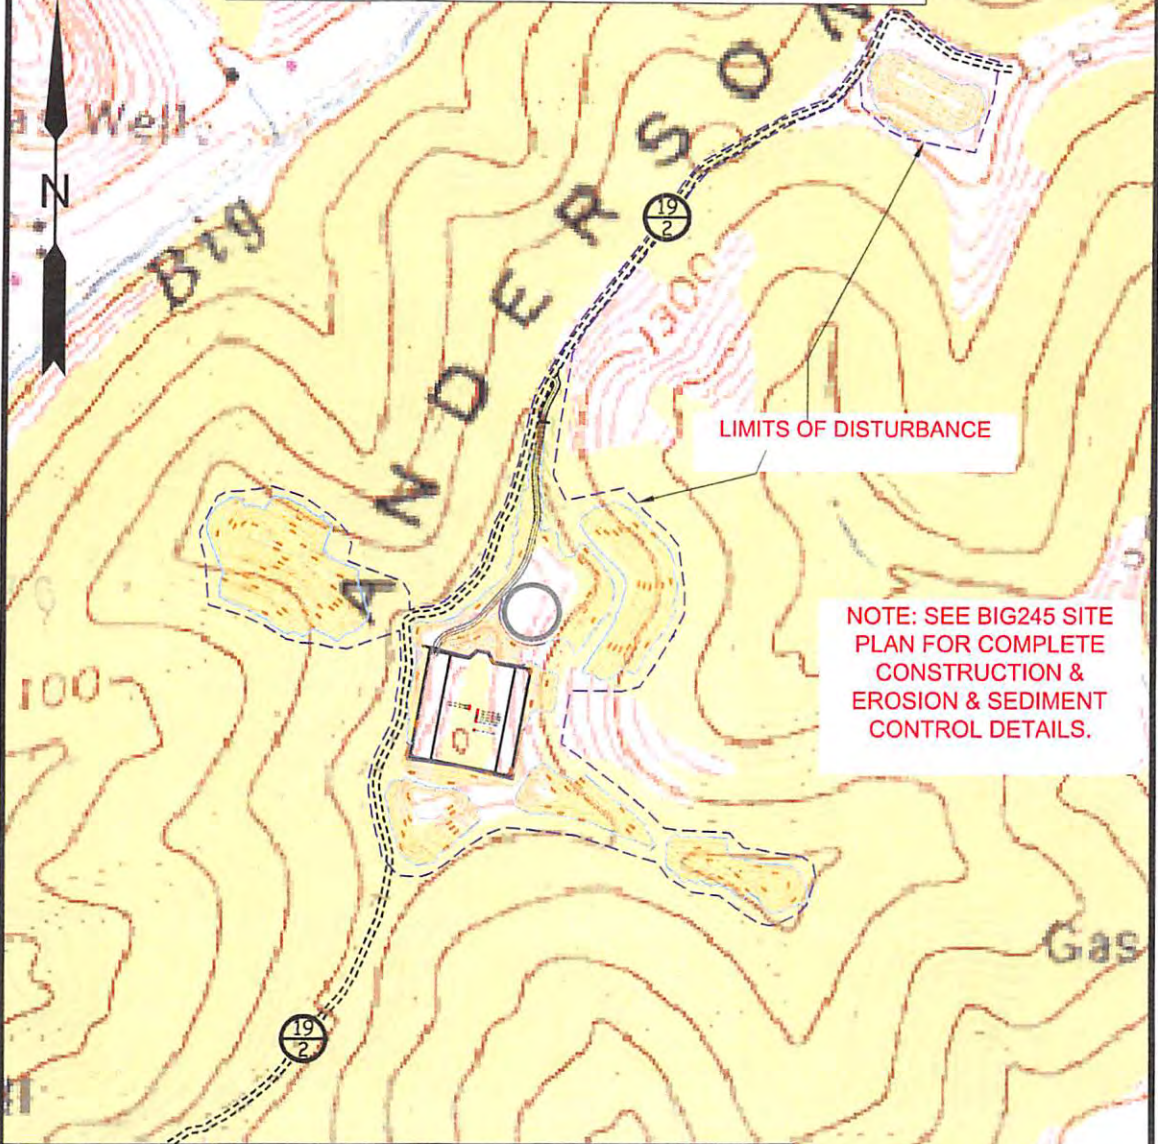 as Well
N
Big
ANDERSON
19
2
1300
LIMITS OF DISTURBANCE
NOTE: SEE BIG245 SITE
PLAN FOR COMPLETE
CONSTRUCTION &
EROSION & SEDIMENT
CONTROL DETAILS.
100
Gas
19
2